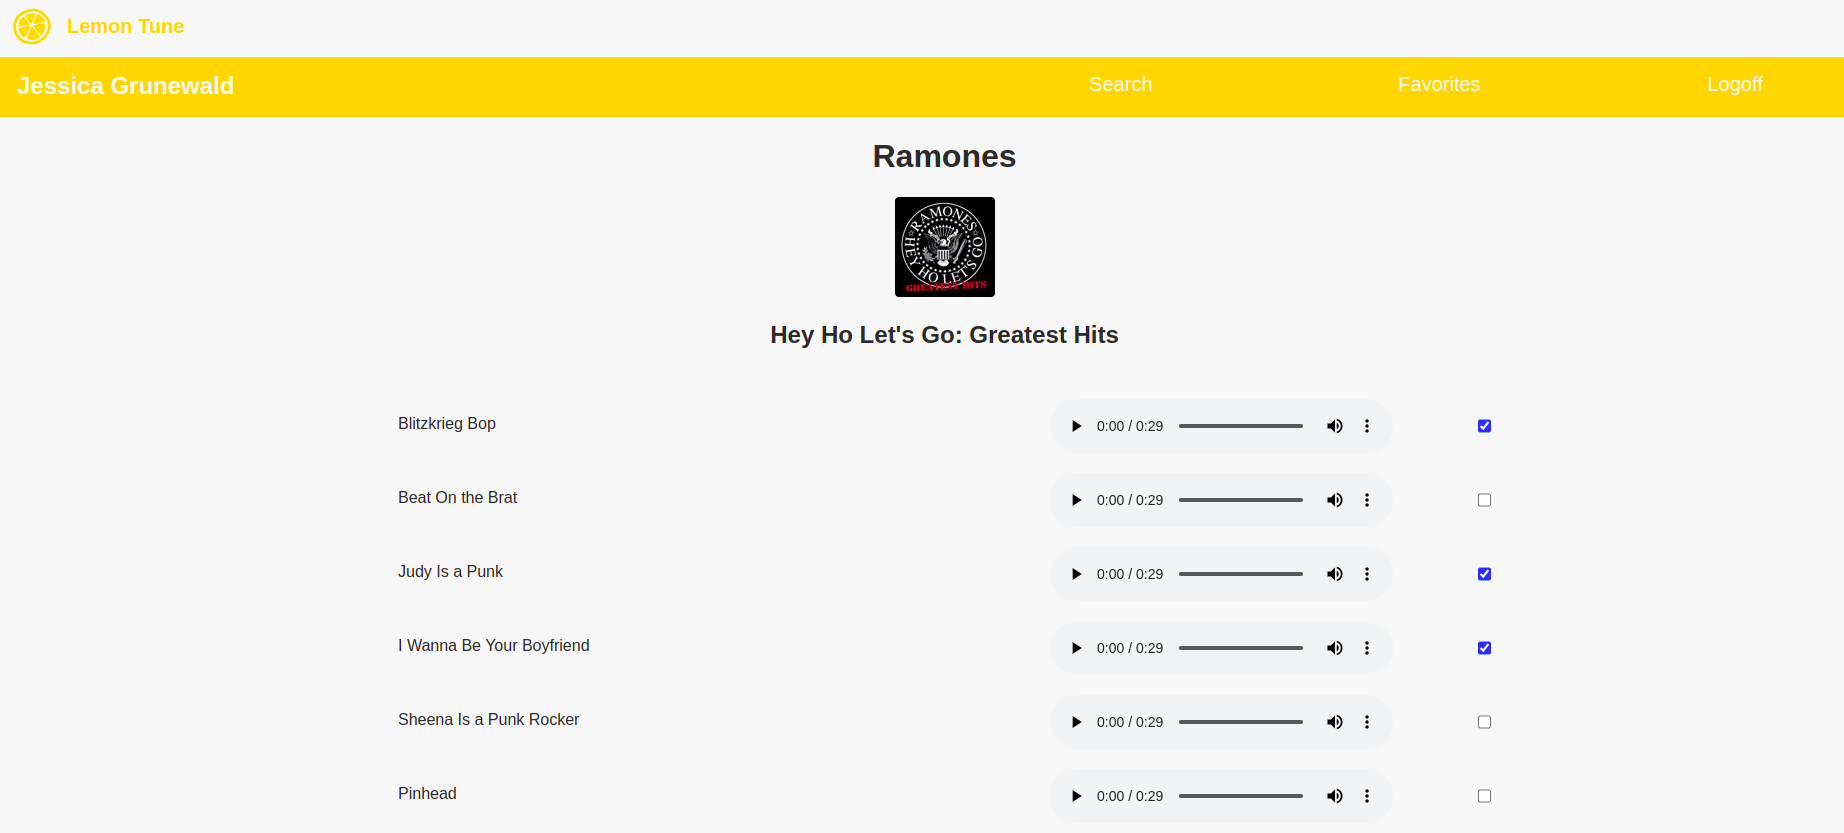 Lemon Tune
Jessica Grunewald
Search
Favorites
Logoff
Ramones
RAMONES
HEY HO LET'S GO
GREATEST HITS
Hey Ho Let's Go: Greatest Hits
Blitzkrieg Bop
0:00 / 0:29
Beat On the Brat
0:00 / 0:29
Judy Is a Punk
0:00 / 0:29
I Wanna Be Your Boyfriend
0:00 / 0:29
Sheena Is a Punk Rocker
0:00 / 0:29
Pinhead
0:00 / 0:29